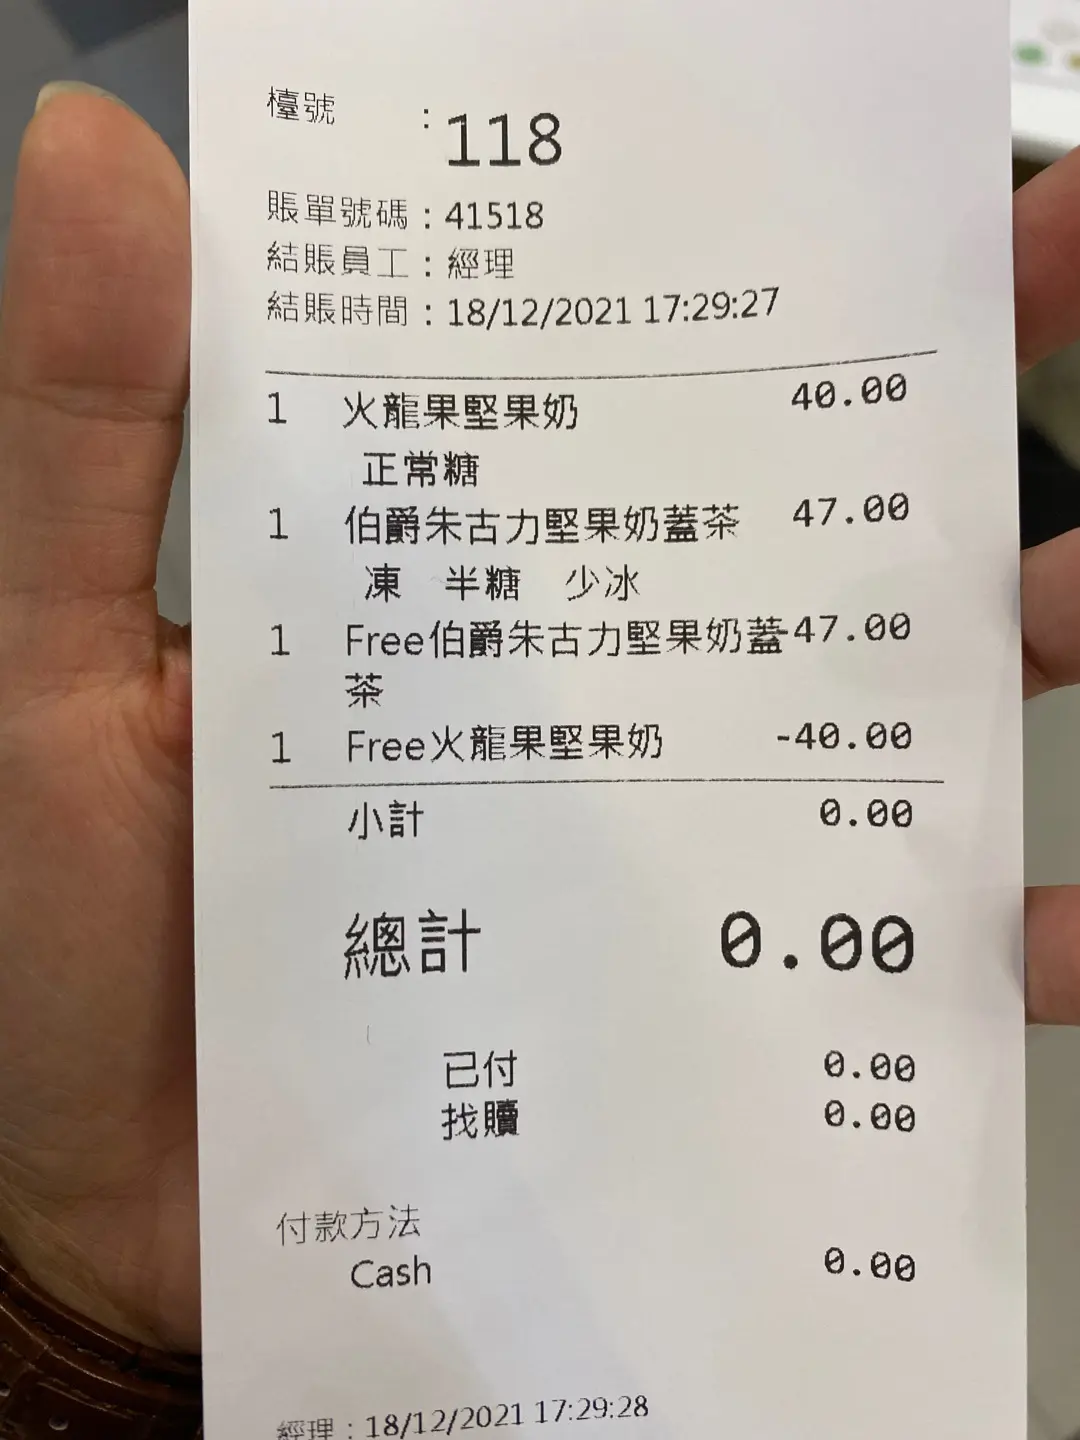 檯號 : 118
賬單號碼 : 41518
結賬員工 : 經理
結賬時間 : 18/12/2021 17:29:27
1 火龍果堅果奶 40.00
正常糖
1 伯爵朱古力堅果奶蓋茶 47.00
凍 半糖 少冰
1 Free伯爵朱古力堅果奶蓋 -47.00
茶
1 Free火龍果堅果奶 -40.00
小計 0.00
總計 0.00
已付 0.00
找贖 0.00
付款方法
Cash 0.00
經理 : 18/12/2021 17:29:28